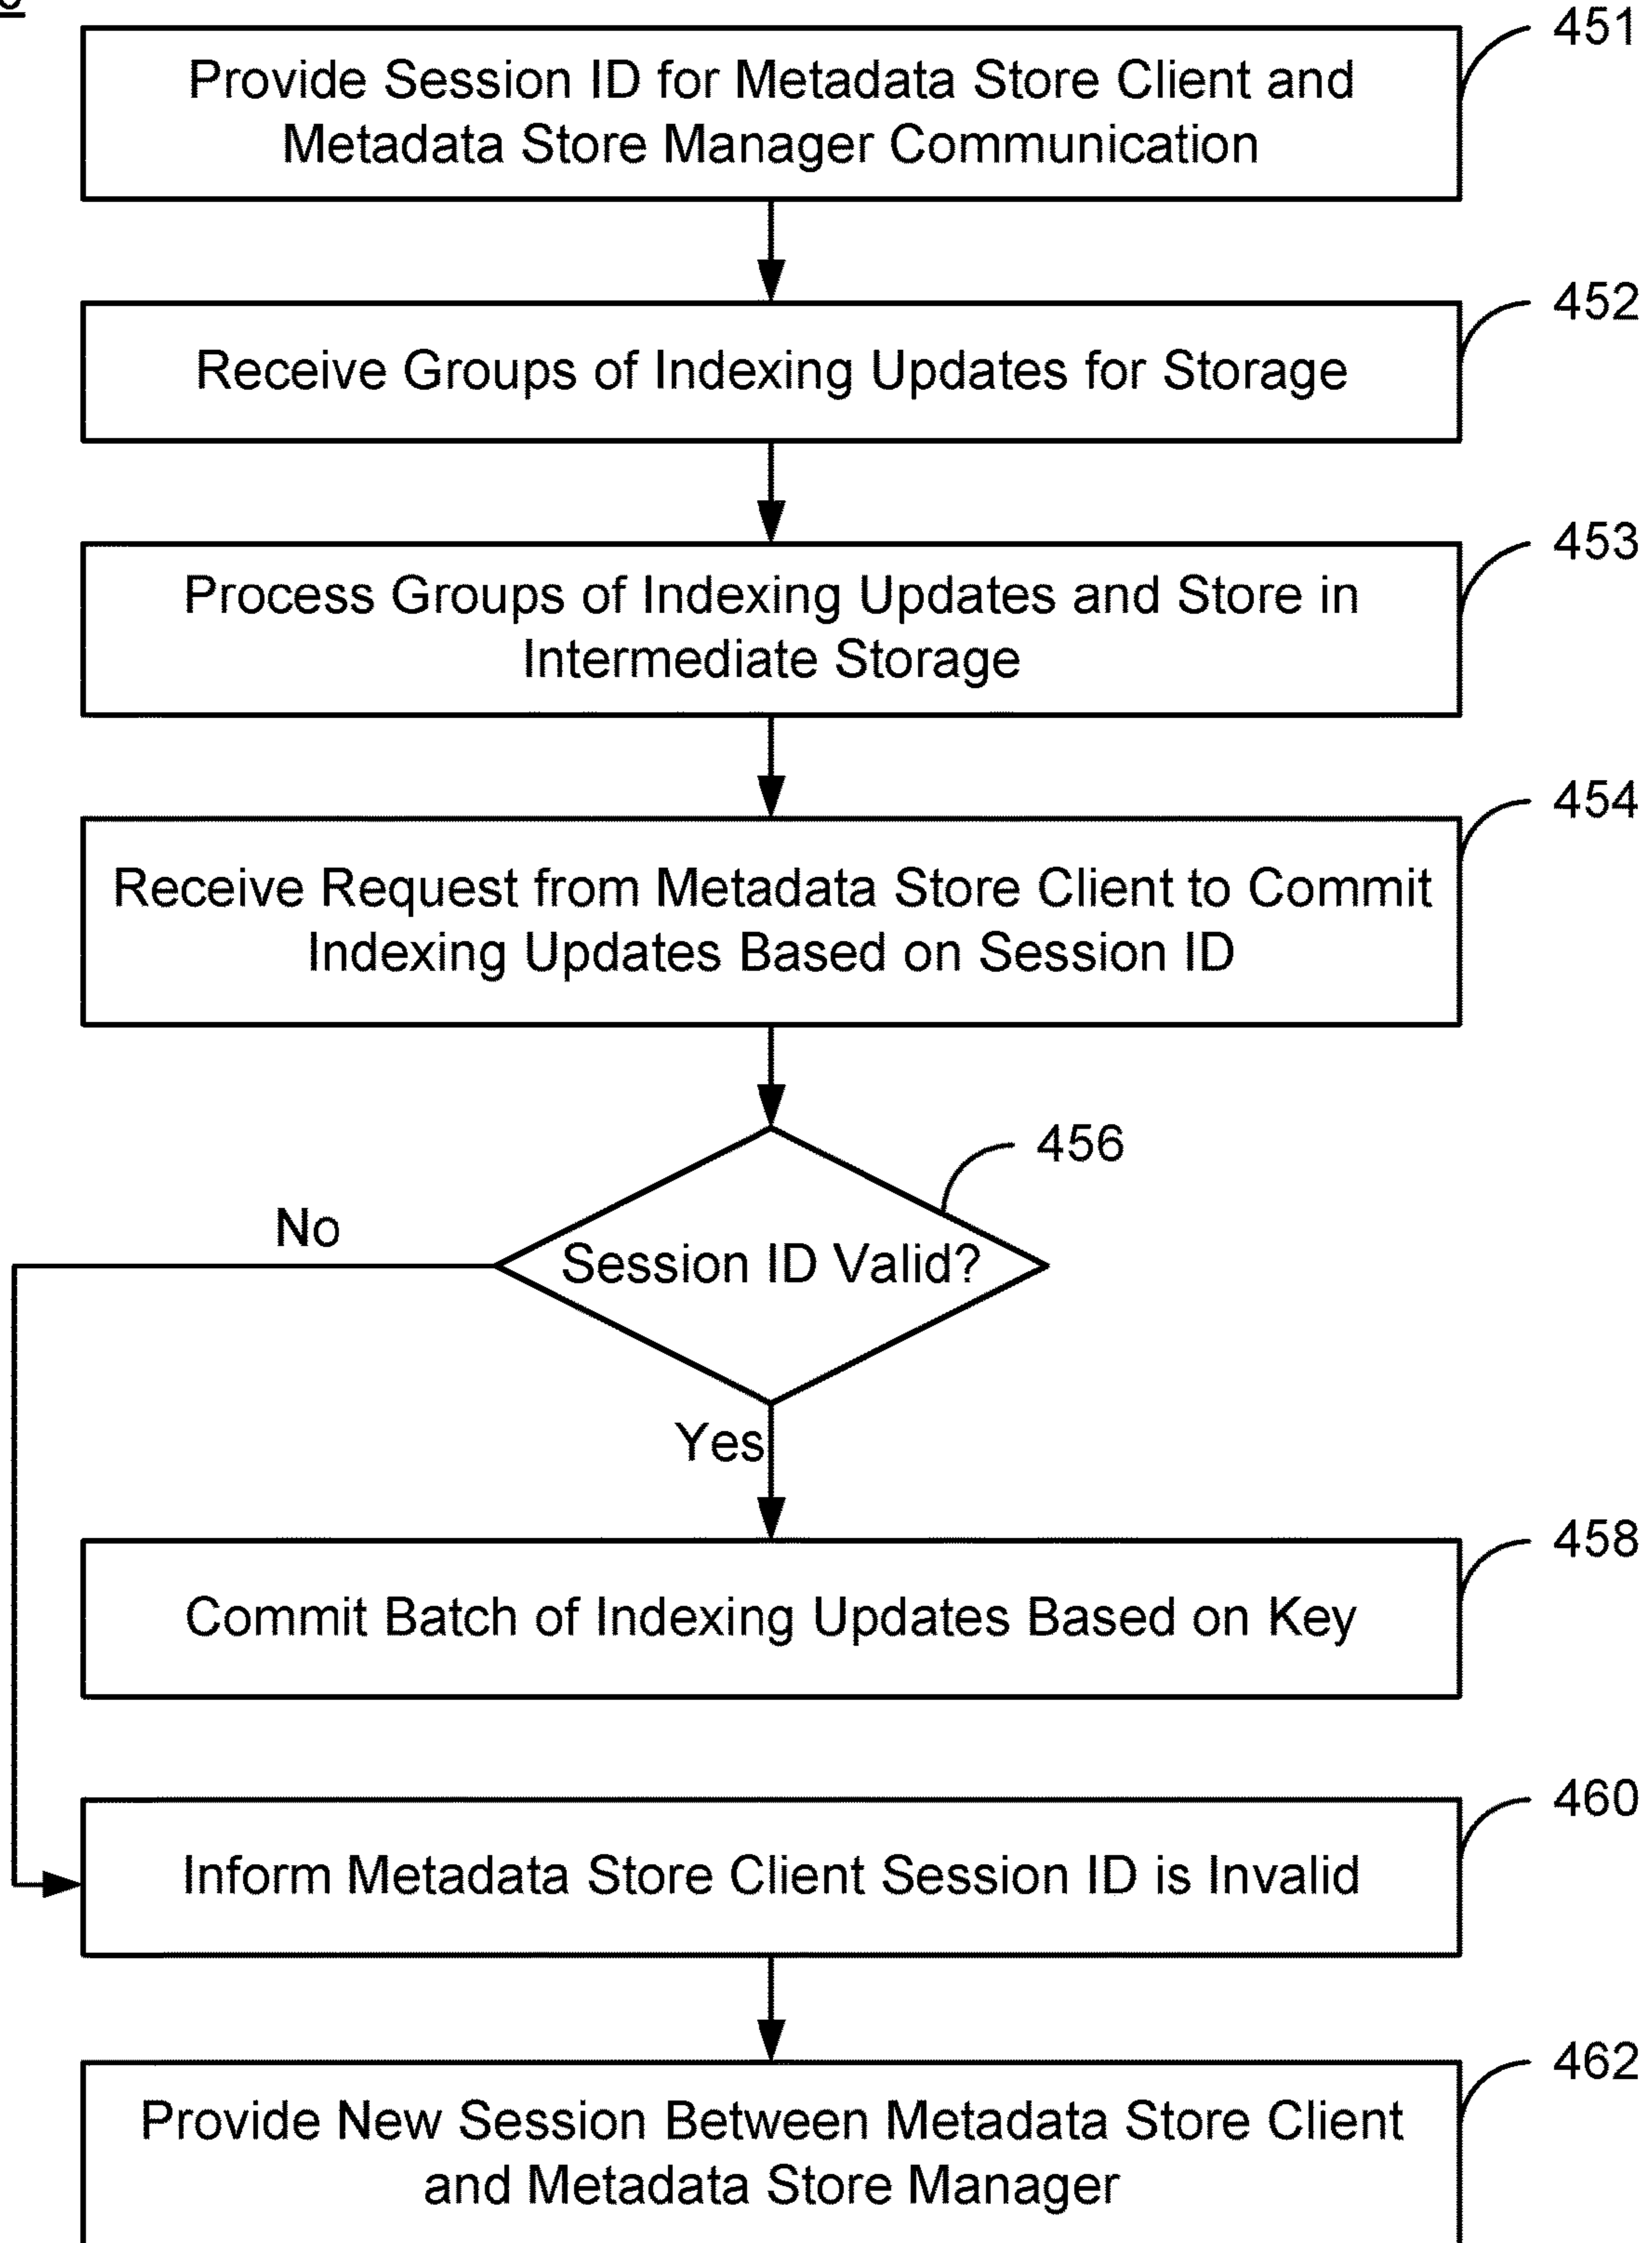 451
Provide Session ID for Metadata Store Client and
Metadata Store Manager Communication
452
Receive Groups of Indexing Updates for Storage
453
Process Groups of Indexing Updates and Store in
Intermediate Storage
454
Receive Request from Metadata Store Client to Commit
Indexing Updates Based on Session ID
456
No
Session ID Valid?
Yes
458
Commit Batch of Indexing Updates Based on Key
460
Inform Metadata Store Client Session ID is Invalid
462
Provide New Session Between Metadata Store Client
and Metadata Store Manager